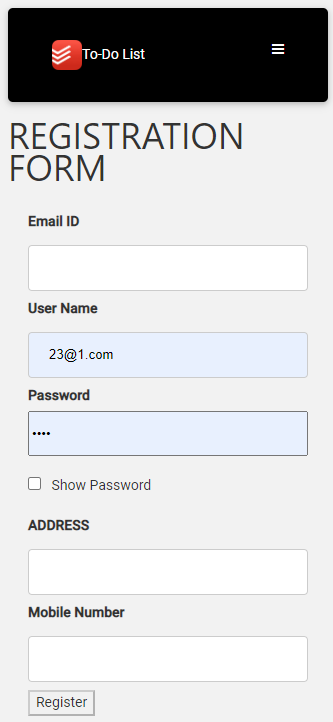 To-Do List
REGISTRATION
FORM
Email ID
User Name
23@1.com
Password
••••
Show Password
ADDRESS
Mobile Number
Register